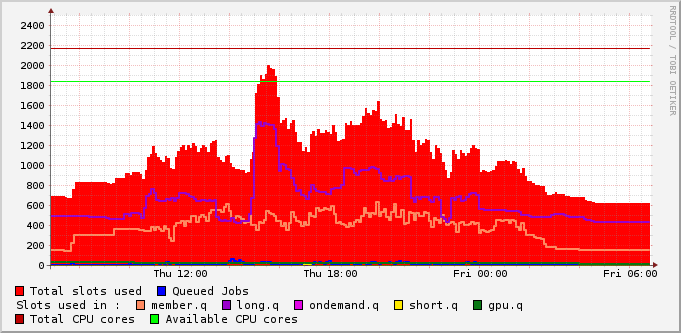 RRDTOOL / TOBI OETIKER
2400
2200
2000
1800
1600
1400
1200
1000
800
600
400
200
0
Thu 12:00 Thu 18:00 Fri 00:00 Fri 06:00
Total slots used Queued Jobs
Slots used in : member.q long.q ondemand.q short.q gpu.q
Total CPU cores Available CPU cores